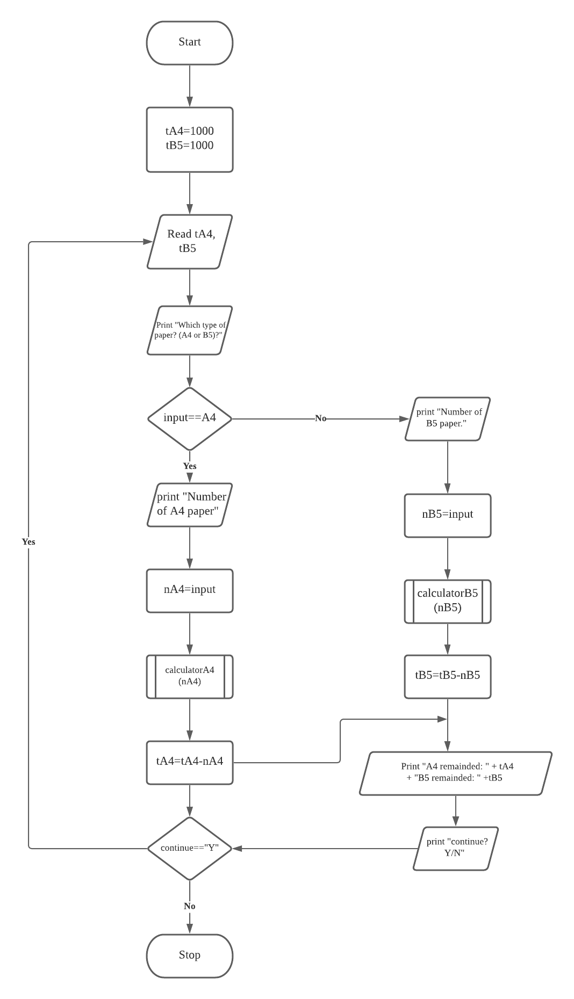 Start
tA4=1000
tB5=1000
Read tA4,
tB5
Print "Which type of
paper? (A4 or B5)?"
input==A4
No
print "Number of
B5 paper."
Yes
print "Number
of A4 paper"
nB5=input
Yes
nA4=input
calculatorB5
(nB5)
calculatorA4
(nA4)
tB5=tB5-nB5
tA4=tA4-nA4
Print "A4 remainded: " + tA4
+ "B5 remainded: " +tB5
continue=="Y"
print "continue?
Y/N"
No
Stop